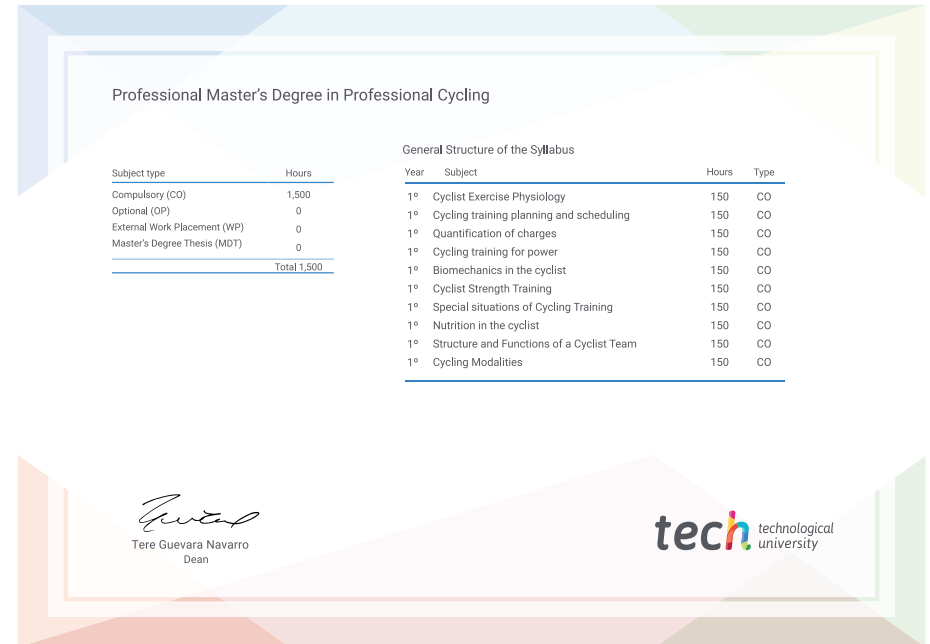 Professional Master's Degree in Professional Cycling
Subject type Hours
Compulsory (CO) 1,500
Optional (OP) 0
External Work Placement (WP) 0
Master's Degree Thesis (MDT) 0
Total 1,500
General Structure of the Syllabus
Year Subject Hours Type
1º Cyclist Exercise Physiology 150 CO
1º Cycling training planning and scheduling 150 CO
1º Quantification of charges 150 CO
1º Cycling training for power 150 CO
1º Biomechanics in the cyclist 150 CO
1º Cyclist Strength Training 150 CO
1º Special situations of Cycling Training 150 CO
1º Nutrition in the cyclist 150 CO
1º Structure and Functions of a Cyclist Team 150 CO
1º Cycling Modalities 150 CO
Tere Guevara Navarro
Dean
tech technological
university